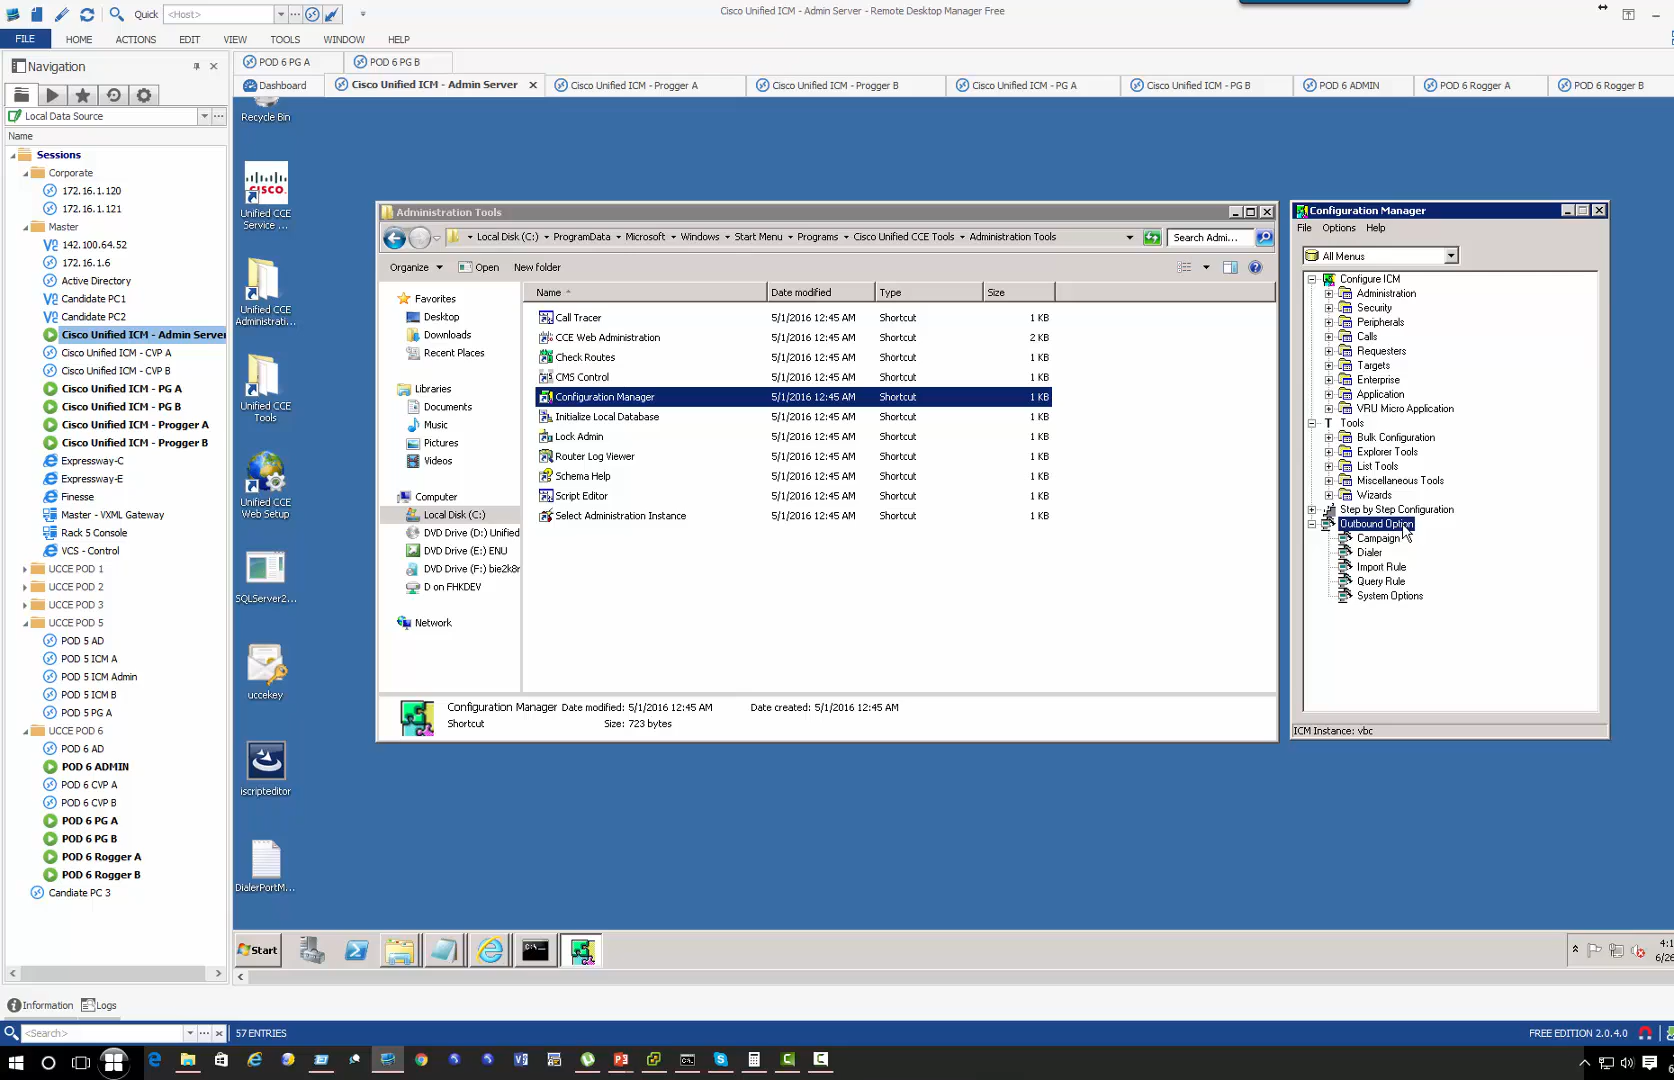 Quick
<Host>
Cisco Unified ICM - Admin Server - Remote Desktop Manager Free
FILE HOME ACTIONS EDIT VIEW TOOLS WINDOW HELP
Navigation
POD 6 PG A
POD 6 PG B
Dashboard
Cisco Unified ICM - Admin Server
Cisco Unified ICM - Progger A
Cisco Unified ICM - Progger B
Cisco Unified ICM - PG A
Cisco Unified ICM - PG B
POD 6 ADMIN
POD 6 Rogger A
POD 6 Rogger B
Local Data Source
Name
Sessions
Corporate
172.16.1.120
172.16.1.121
Master
142.100.64.52
172.16.1.6
Active Directory
Candidate PC1
Candidate PC2
Cisco Unified ICM - Admin Server
Cisco Unified ICM - CVP A
Cisco Unified ICM - CVP B
Cisco Unified ICM - PG A
Cisco Unified ICM - PG B
Cisco Unified ICM - Progger A
Cisco Unified ICM - Progger B
Expressway-C
Expressway-E
Finesse
Master - VXML Gateway
Rack 5 Console
VCS - Control
UCCE POD 1
UCCE POD 2
UCCE POD 3
UCCE POD 5
POD 5 AD
POD 5 ICM A
POD 5 ICM Admin
POD 5 ICM B
POD 5 PG A
UCCE POD 6
POD 6 AD
POD 6 ADMIN
POD 6 CVP A
POD 6 CVP B
POD 6 PG A
POD 6 PG B
POD 6 Rogger A
POD 6 Rogger B
Candiate PC 3
Recycle Bin
CISCO
Unified CCE
Service ...
Unified CCE
Administrati...
Unified CCE
Tools
Unified CCE
Web Setup
SQLServer2...
uccekey
iscripteditor
DialerPortM...
Administration Tools
Local Disk (C:) ProgramData Microsoft Windows Start Menu Programs Cisco Unified CCE Tools Administration Tools
Search Admi...
Organize Open New folder
Favorites
Desktop
Downloads
Recent Places
Libraries
Documents
Music
Pictures
Videos
Computer
Local Disk (C:)
DVD Drive (D:) Unified
DVD Drive (E:) ENU
DVD Drive (F:) bie2k8r
D on FHKDEV
Network
Name Date modified Type Size
Call Tracer 5/1/2016 12:45 AM Shortcut 1 KB
CCE Web Administration 5/1/2016 12:45 AM Shortcut 2 KB
Check Routes 5/1/2016 12:45 AM Shortcut 1 KB
CMS Control 5/1/2016 12:45 AM Shortcut 1 KB
Configuration Manager 5/1/2016 12:45 AM Shortcut 1 KB
Initialize Local Database 5/1/2016 12:45 AM Shortcut 1 KB
Lock Admin 5/1/2016 12:45 AM Shortcut 1 KB
Router Log Viewer 5/1/2016 12:45 AM Shortcut 1 KB
Schema Help 5/1/2016 12:45 AM Shortcut 1 KB
Script Editor 5/1/2016 12:45 AM Shortcut 1 KB
Select Administration Instance 5/1/2016 12:45 AM Shortcut 1 KB
Configuration Manager Date modified: 5/1/2016 12:45 AM Date created: 5/1/2016 12:45 AM
Shortcut Size: 723 bytes
Configuration Manager
File Options Help
All Menus
Configure ICM
Administration
Security
Peripherals
Calls
Requesters
Targets
Enterprise
Application
VRU Micro Application
Tools
Bulk Configuration
Explorer Tools
List Tools
Miscellaneous Tools
Wizards
Step by Step Configuration
Outbound Option
Campaign
Dialer
Import Rule
Query Rule
System Options
ICM Instance: vbc
Start
4:1
6/26
Information Logs
<Search>
57 ENTRIES
FREE EDITION 2.0.4.0